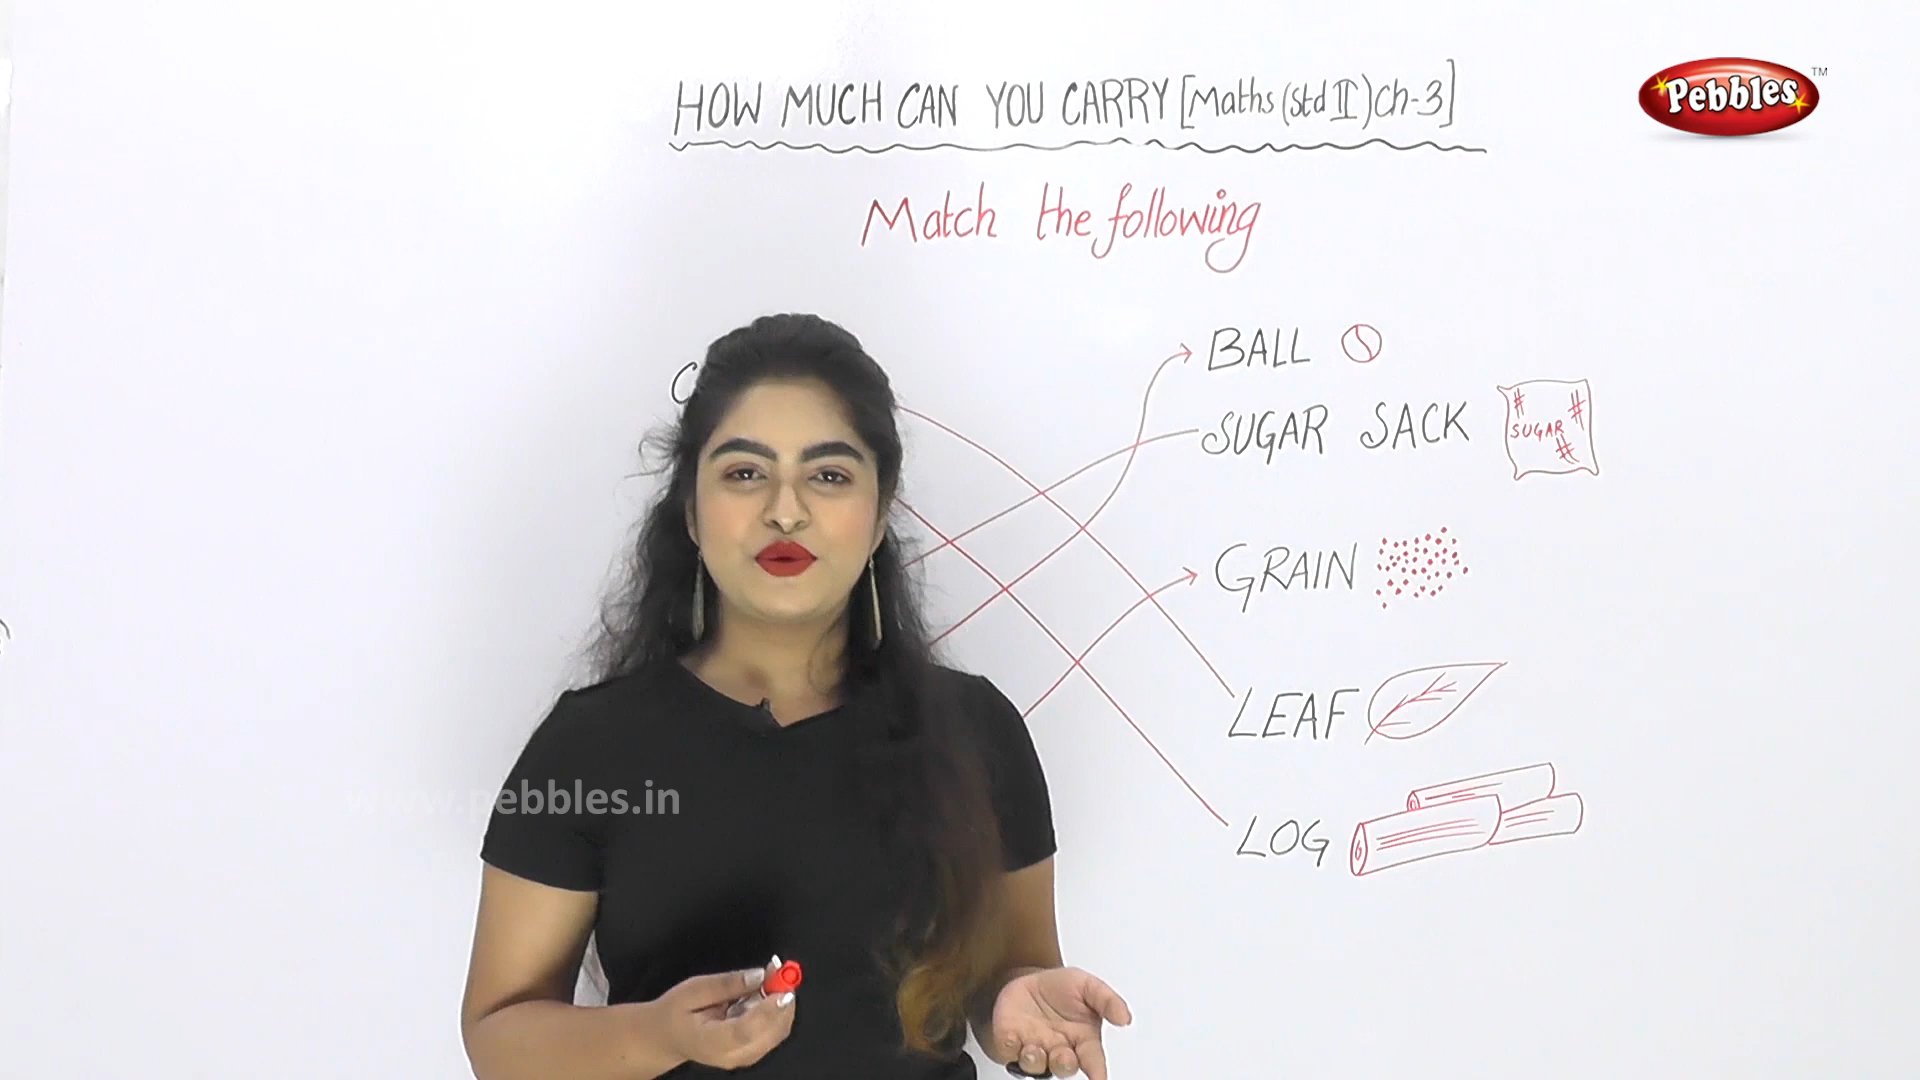 HOW MUCH CAN YOU CARRY [Maths (Std II) Ch-3]
Pebbles TM
Match the following
BALL
SUGAR SACK
SUGAR
GRAIN
LEAF
www.pebbles.in
LOG